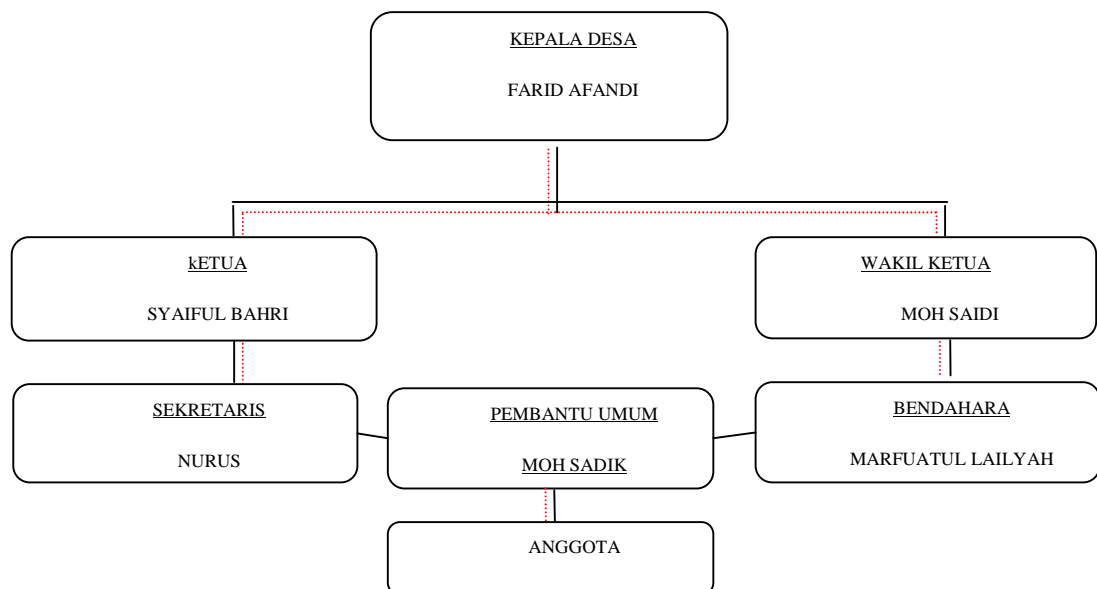 KEPALA DESA
FARID AFANDI
kETUA
SYAIFUL BAHRI
WAKIL KETUA
MOH SAIDI
SEKRETARIS
NURUS
PEMBANTU UMUM
MOH SADIK
BENDAHARA
MARFUATUL LAILYAH
ANGGOTA